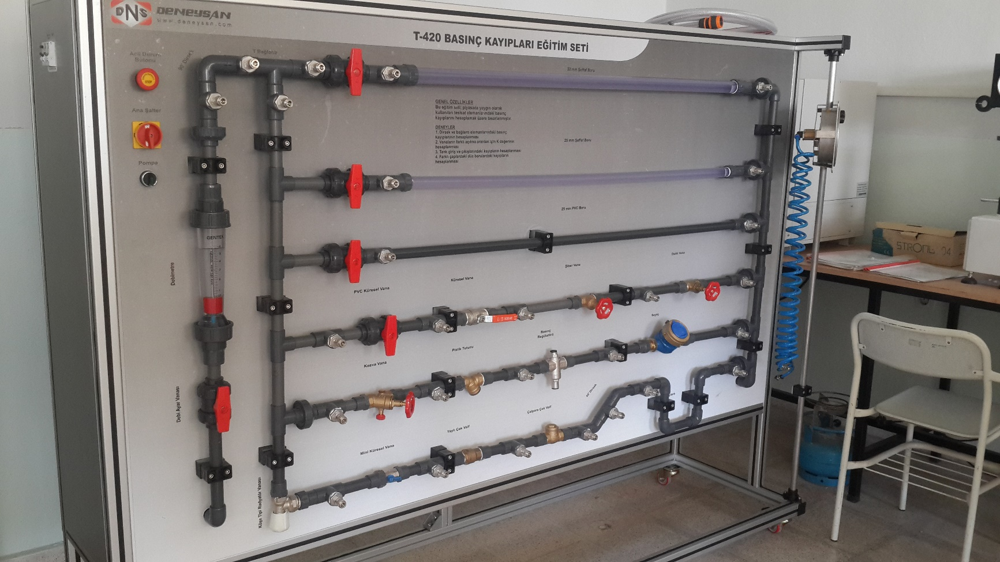 DNS DENEYSAN
www.deneysan.com
T-420 BASINÇ KAYIPLARI EĞİTİM SETİ
Acil Durum
Butonu
90° Dirsek
T Bağlantı
32 mm Şeffaf Boru
STOP
Ana Şalter
Pompa
GENEL ÖZELLİKLER
Bu eğitim seti; piyasada yaygın olarak
kullanılan tesisat elemanlarındaki basınç
kayıplarını hesaplamak üzere tasarlanmıştır.
DENEYLER
1. Dirsek ve bağlantı elemanlarındaki basınç
kayıplarının hesaplanması
2. Vanaların farklı açılma oranları için K değerinin
hesaplanması
3. Tank giriş ve çıkışlarındaki kayıpların hesaplanması
4. Farklı çaplardaki düz borulardaki kayıpların
hesaplanması
25 mm Şeffaf Boru
25 mm PVC Boru
GENTEK
Debimetre
PVC Küresel Vana
Küresel Vana
Şiber Vana
Diskli Vana
Kosva Vana
Pislik Tutucu
Basınç
Regülatörü
Sayaç
Debi Ayar Vanası
Mini Küresel Vana
Yaylı Çek Valf
Çalpara Çek Valf
45° Dirsek
Köşe Tipi Radyatör Vanası